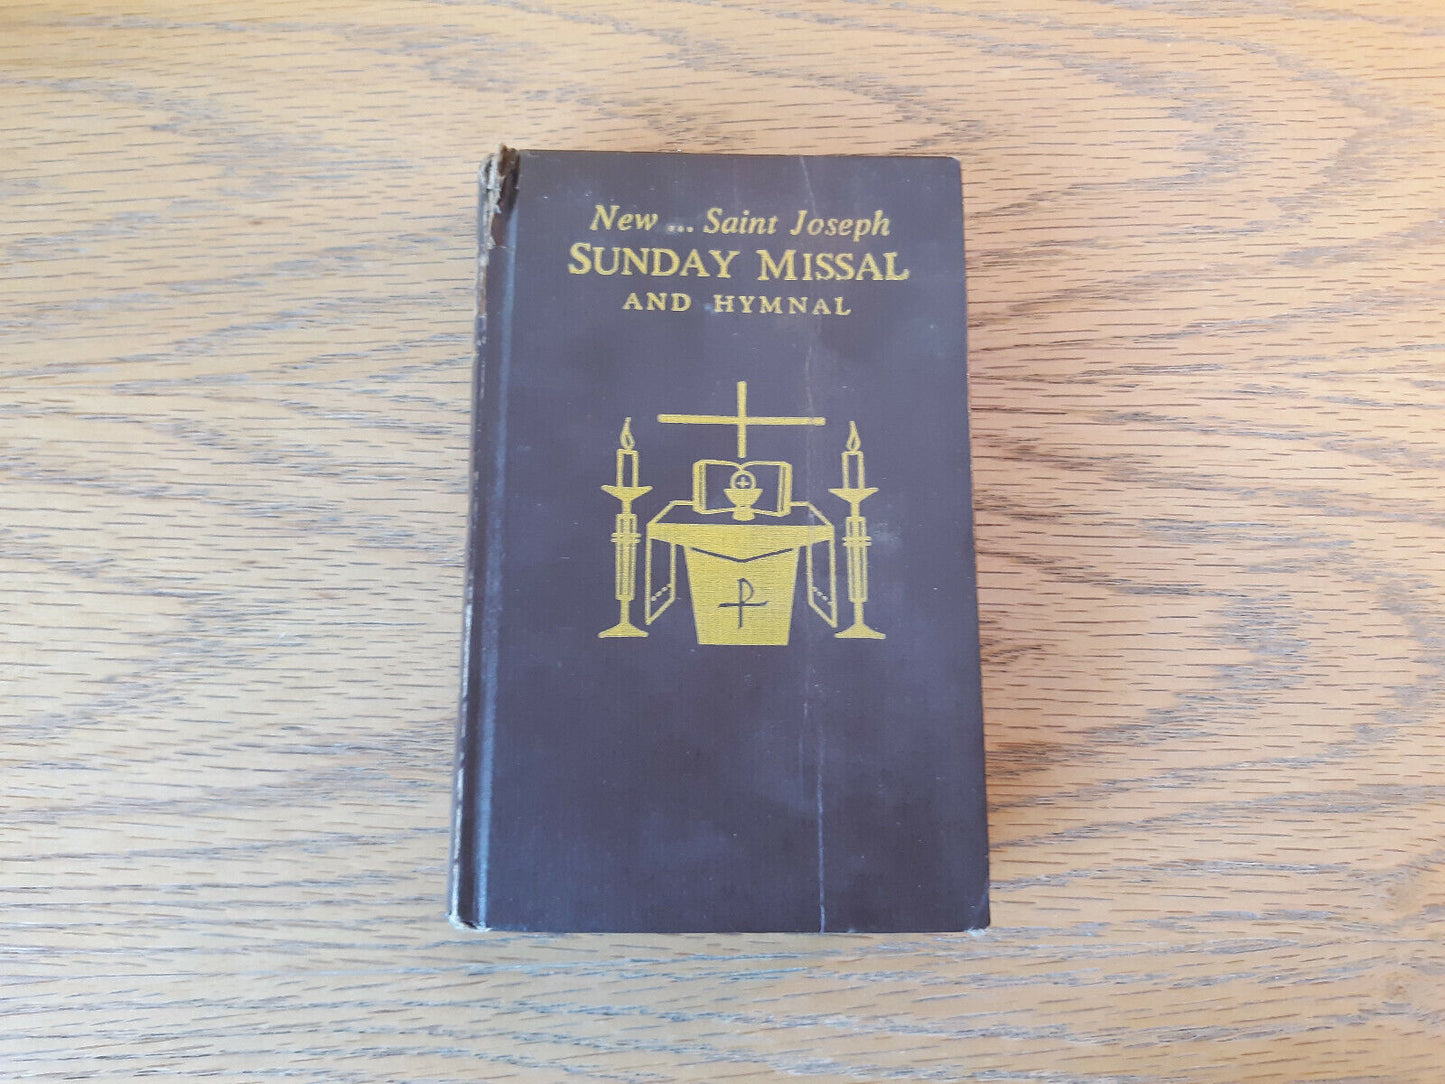 New ... Saint Joseph
SUNDAY MISSAL
AND HYMNAL